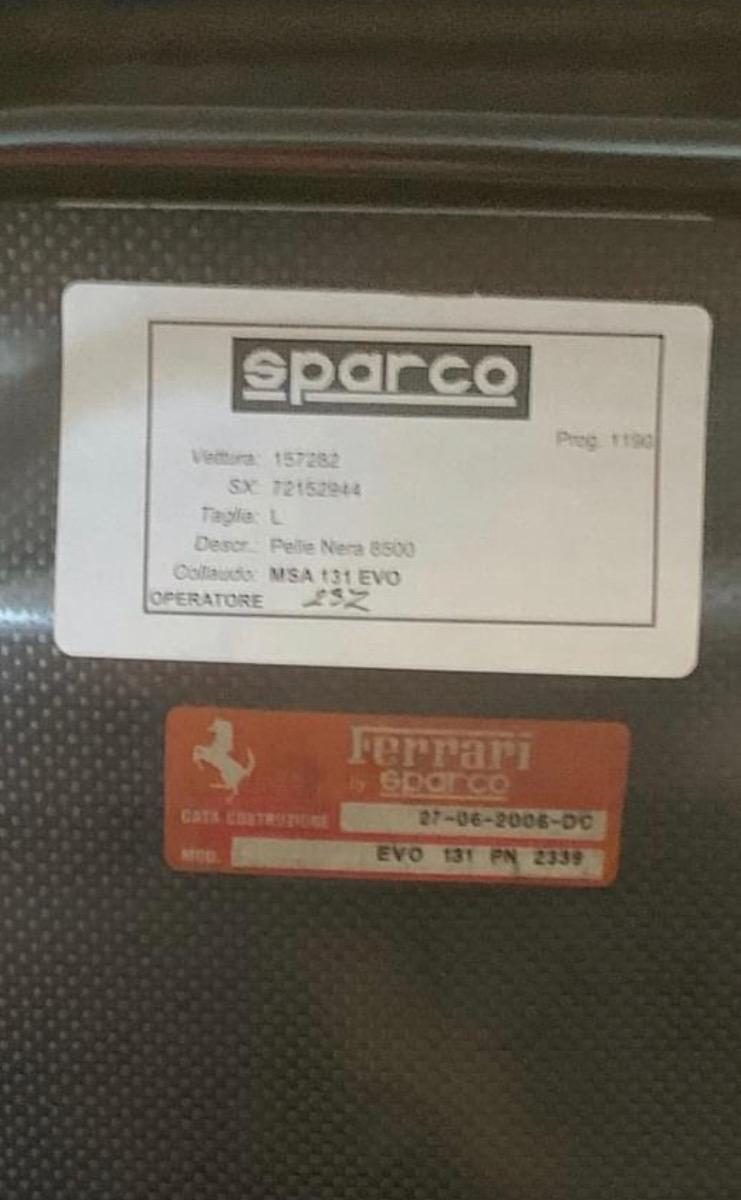 sparco
Prog. 1190
Vettura: 157282
SX: 72152944
Taglia: L
Descr.: Pelle Nera 8500
Collaudo: MSA 131 EVO
OPERATORE 237
Ferrari
by sparco
DATA COSTRUZIONE 27-06-2006-DC
MOD. EVO 131 PN 2339